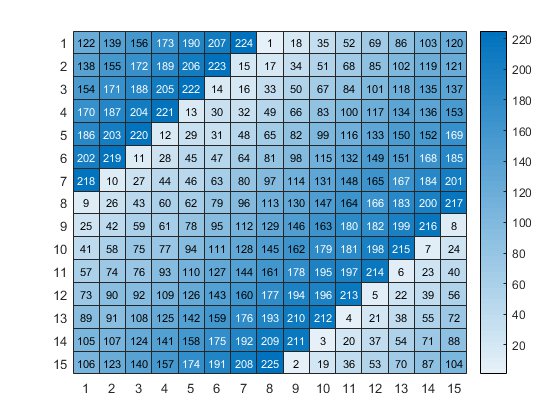 1 122 139 156 173 190 207 224 1 18 35 52 69 86 103 120
2 138 155 172 189 206 223 15 17 34 51 68 85 102 119 121
3 154 171 188 205 222 14 16 33 50 67 84 101 118 135 137
4 170 187 204 221 13 30 32 49 66 83 100 117 134 136 153
5 186 203 220 12 29 31 48 65 82 99 116 133 150 152 169
6 202 219 11 28 45 47 64 81 98 115 132 149 151 168 185
7 218 10 27 44 46 63 80 97 114 131 148 165 167 184 201
8 9 26 43 60 62 79 96 113 130 147 164 166 183 200 217
9 25 42 59 61 78 95 112 129 146 163 180 182 199 216 8
10 41 58 75 77 94 111 128 145 162 179 181 198 215 7 24
11 57 74 76 93 110 127 144 161 178 195 197 214 6 23 40
12 73 90 92 109 126 143 160 177 194 196 213 5 22 39 56
13 89 91 108 125 142 159 176 193 210 212 4 21 38 55 72
14 105 107 124 141 158 175 192 209 211 3 20 37 54 71 88
15 106 123 140 157 174 191 208 225 2 19 36 53 70 87 104
1 2 3 4 5 6 7 8 9 10 11 12 13 14 15
220
200
180
160
140
120
100
80
60
40
20